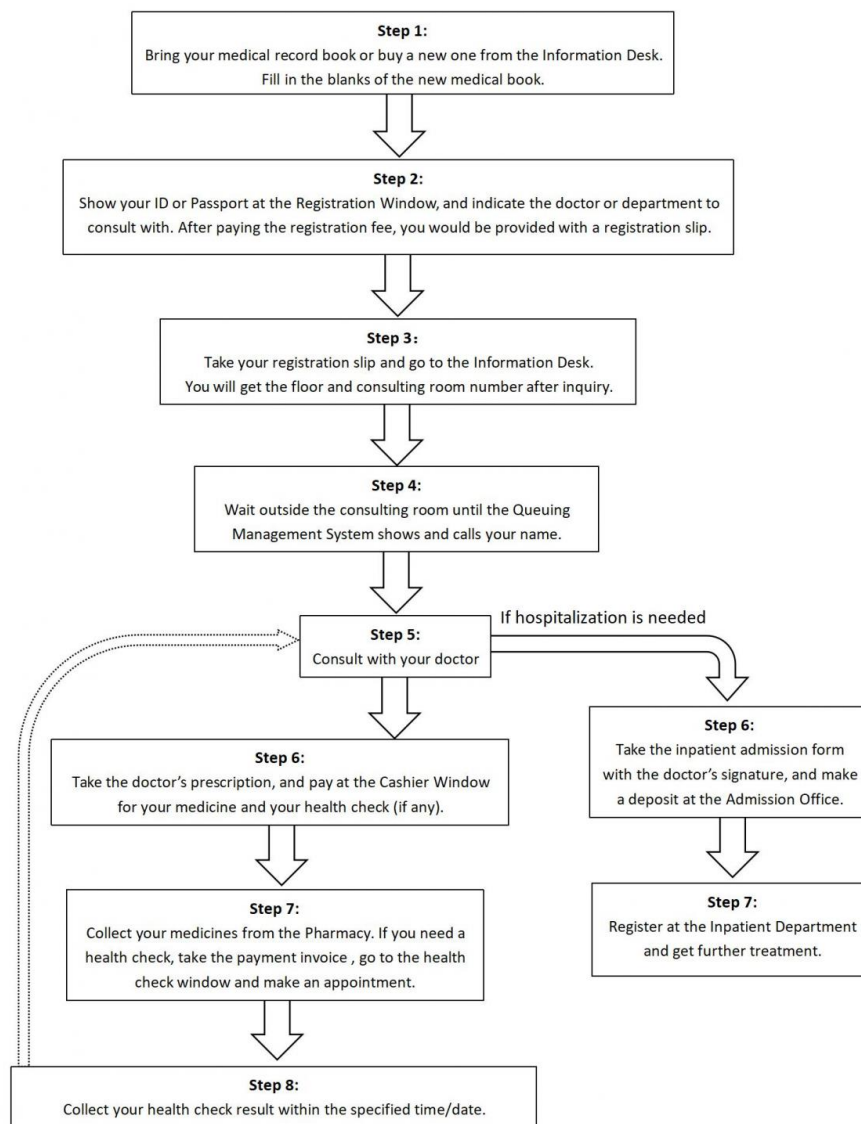 Step 1:
Bring your medical record book or buy a new one from the Information Desk.
Fill in the blanks of the new medical book.
Step 2:
Show your ID or Passport at the Registration Window, and indicate the doctor or department to
consult with. After paying the registration fee, you would be provided with a registration slip.
Step 3：
Take your registration slip and go to the Information Desk.
You will get the floor and consulting room number after inquiry.
Step 4:
Wait outside the consulting room until the Queuing
Management System shows and calls your name.
Step 5:
Consult with your doctor
If hospitalization is needed
Step 6:
Take the doctor's prescription, and pay at the Cashier Window
for your medicine and your health check (if any).
Step 7:
Collect your medicines from the Pharmacy. If you need a
health check, take the payment invoice , go to the health
check window and make an appointment.
Step 8:
Collect your health check result within the specified time/date.
Step 6:
Take the inpatient admission form
with the doctor's signature, and make
a deposit at the Admission Office.
Step 7:
Register at the Inpatient Department
and get further treatment.